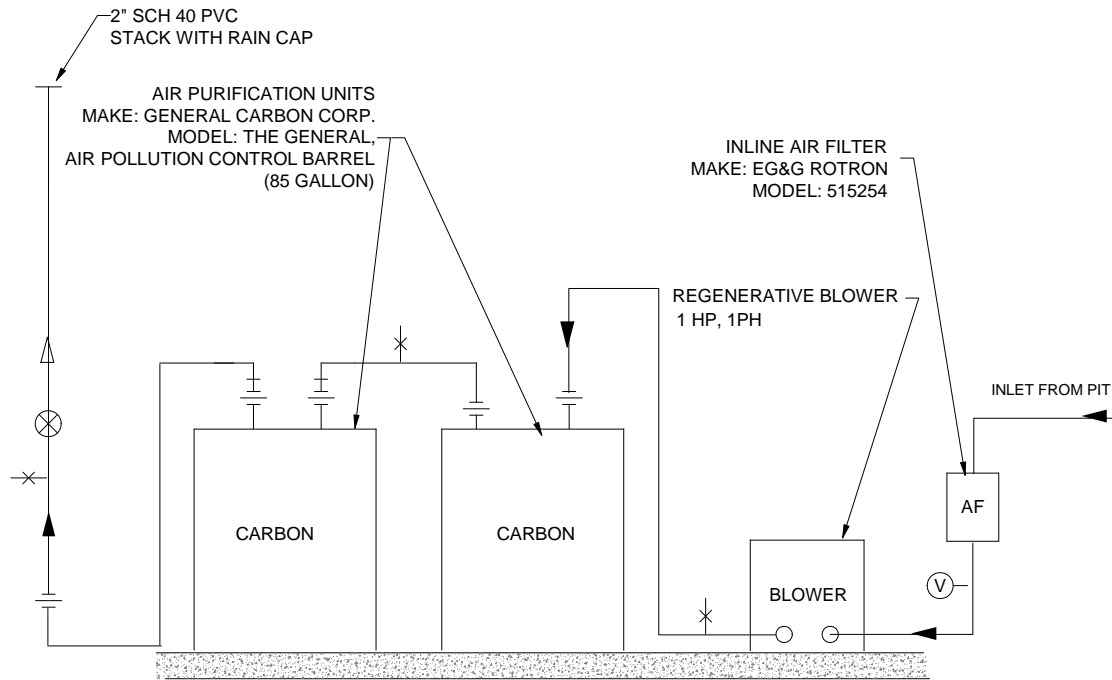 2" SCH 40 PVC
STACK WITH RAIN CAP
AIR PURIFICATION UNITS
MAKE: GENERAL CARBON CORP.
MODEL: THE GENERAL,
AIR POLLUTION CONTROL BARREL
(85 GALLON)
INLINE AIR FILTER
MAKE: EG&G ROTRON
MODEL: 515254
REGENERATIVE BLOWER
1 HP, 1PH
INLET FROM PIT
AF
CARBON
CARBON
V
BLOWER